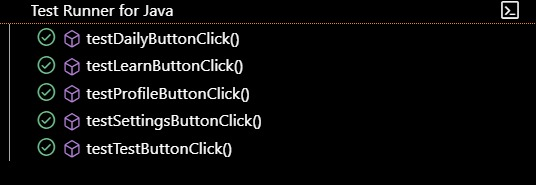 Test Runner for Java
testDailyButtonClick()
testLearnButtonClick()
testProfileButtonClick()
testSettingsButtonClick()
testTestButtonClick()